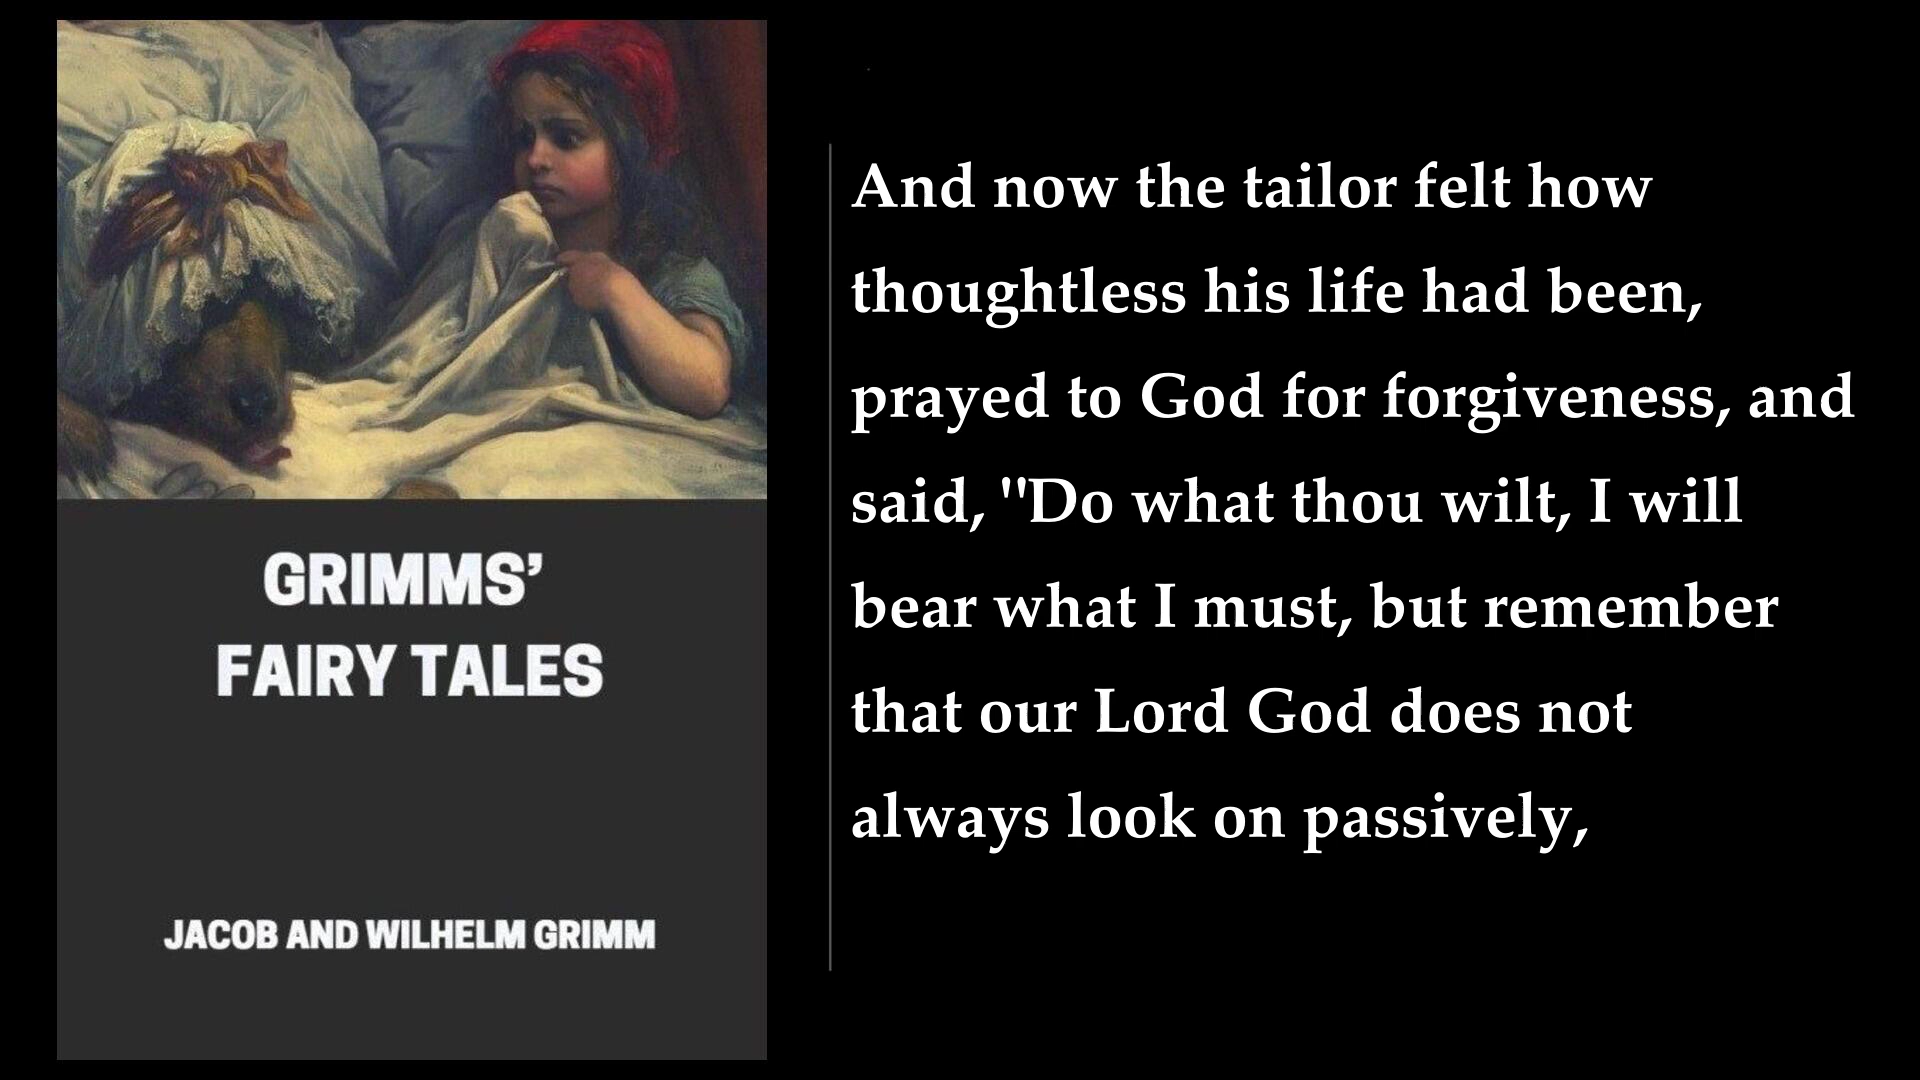 GRIMMS’
FAIRY TALES
JACOB AND WILHELM GRIMM
And now the tailor felt how
thoughtless his life had been,
prayed to God for forgiveness, and
said, "Do what thou wilt, I will
bear what I must, but remember
that our Lord God does not
always look on passively,